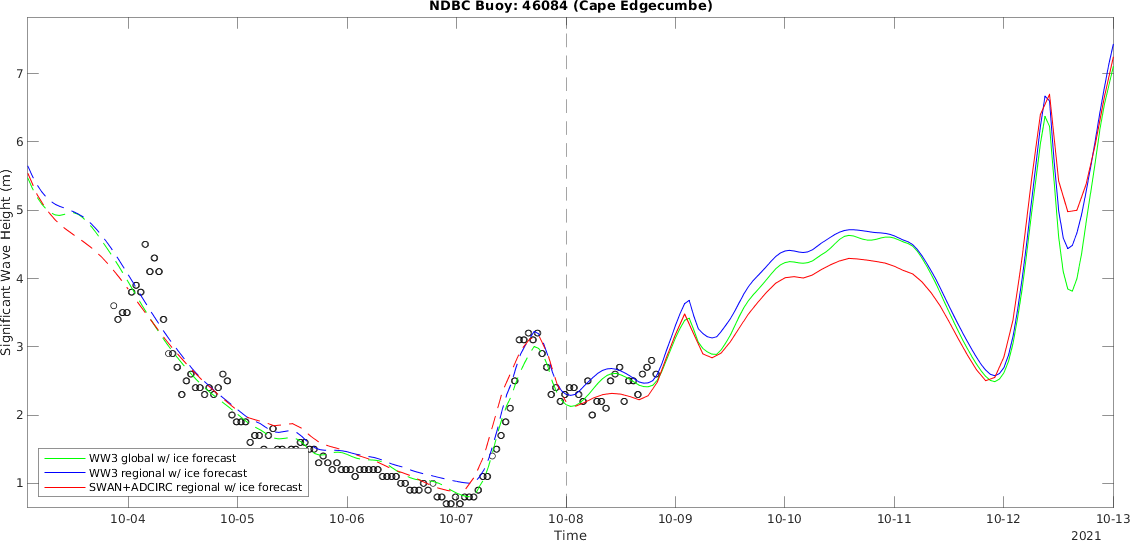 NDBC Buoy: 46084 (Cape Edgecumbe)
Significant Wave Height (m)
7
6
5
4
3
2
1
WW3 global w/ ice forecast
WW3 regional w/ ice forecast
SWAN+ADCIRC regional w/ ice forecast
10-04 10-05 10-06 10-07 10-08 10-09 10-10 10-11 10-12 10-13
Time
2021